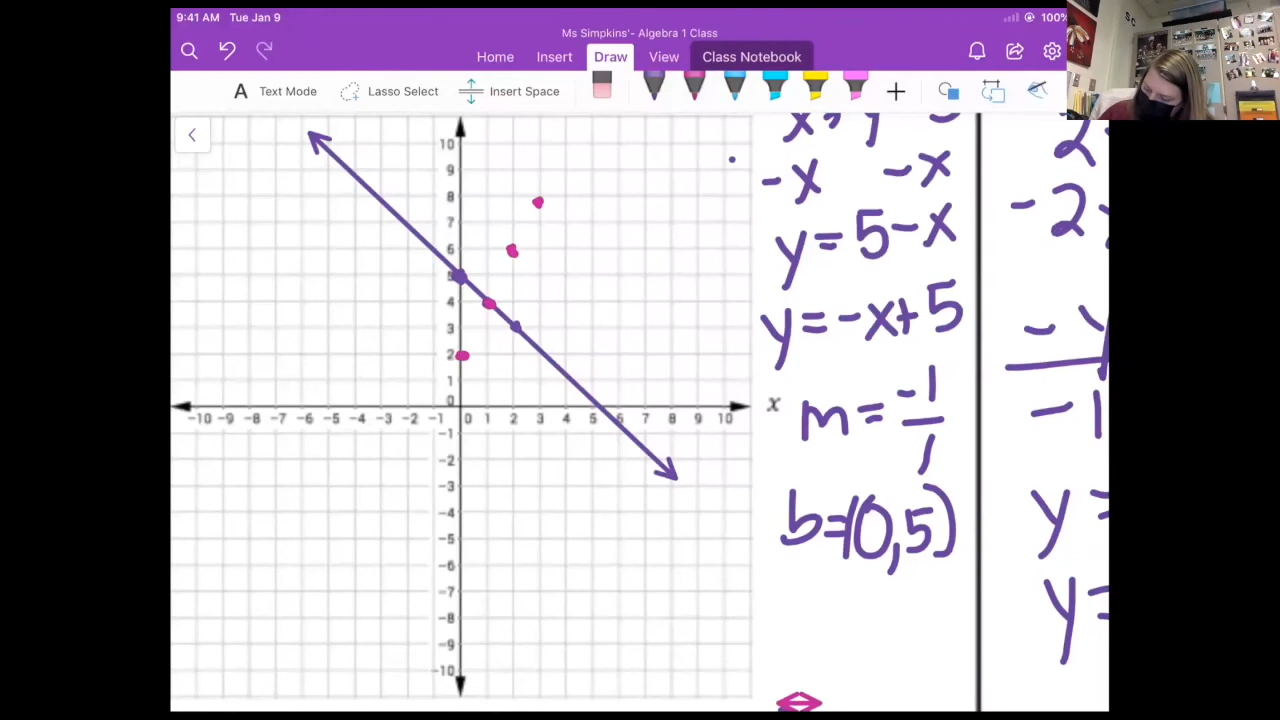 9:41 AM Tue Jan 9 100%
Ms Simpkins'- Algebra 1 Class
Home Insert Draw View Class Notebook
A Text Mode Lasso Select Insert Space
10
9
8
7
6
5
4
3
2
1
0
-10 -9 -8 -7 -6 -5 -4 -3 -2 -1 0 1 2 3 4 5 6 7 8 9 10 x
-1
-2
-3
-4
-5
-6
-7
-8
-9
-10
-x -x
y=5-x
y=-x+5
m=-1/1
b=(0,5)
2
-2
-y
-1
y=
y=